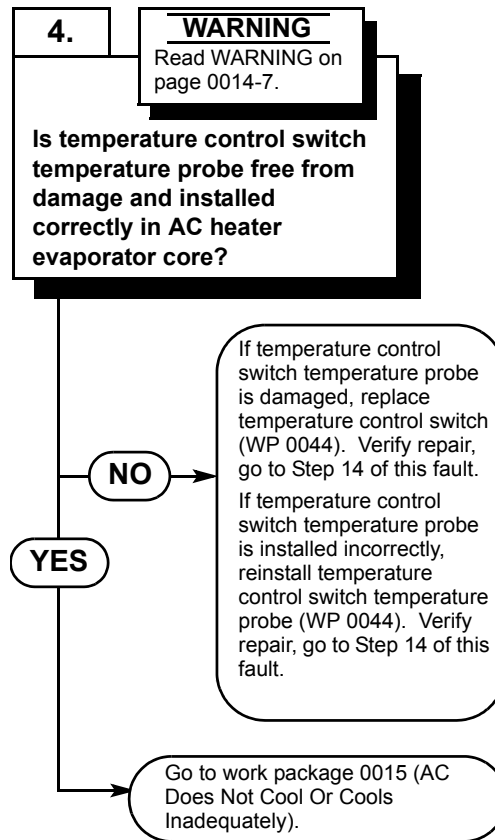 4.
WARNING
Read WARNING on
page 0014-7.
Is temperature control switch
temperature probe free from
damage and installed
correctly in AC heater
evaporator core?
If temperature control
switch temperature probe
is damaged, replace
temperature control switch
(WP 0044).  Verify repair,
go to Step 14 of this fault.
If temperature control
switch temperature probe
is installed incorrectly,
reinstall temperature
control switch temperature
probe (WP 0044).  Verify
repair, go to Step 14 of this
fault.
NO
YES
Go to work package 0015 (AC
Does Not Cool Or Cools
Inadequately).